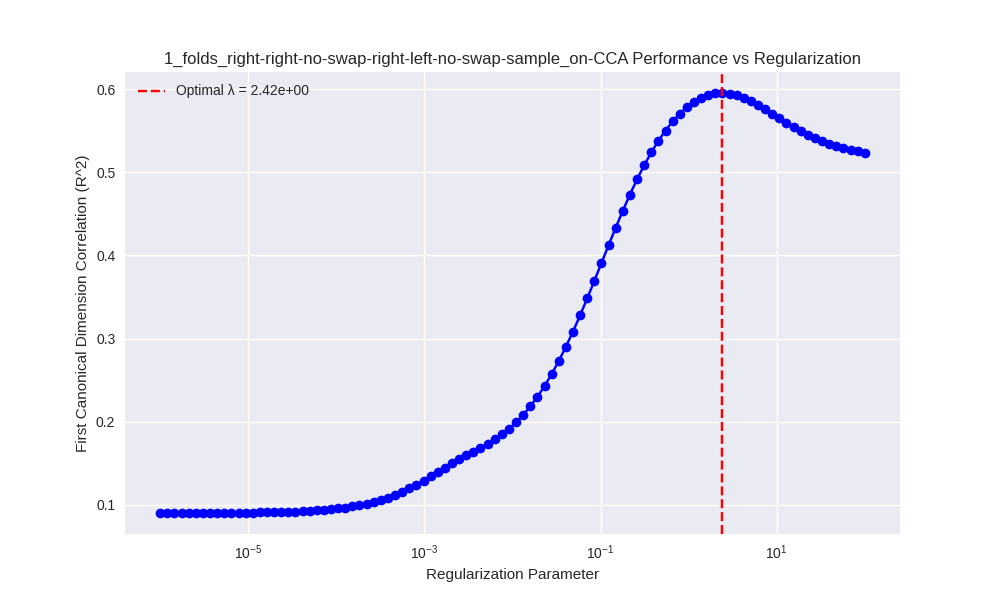 1_folds_right-right-no-swap-right-left-no-swap-sample_on-CCA Performance vs Regularization
Optimal λ = 2.42e+00
First Canonical Dimension Correlation (R^2)
0.6
0.5
0.4
0.3
0.2
0.1
10⁻⁵ 10⁻³ 10⁻¹ 10¹
Regularization Parameter